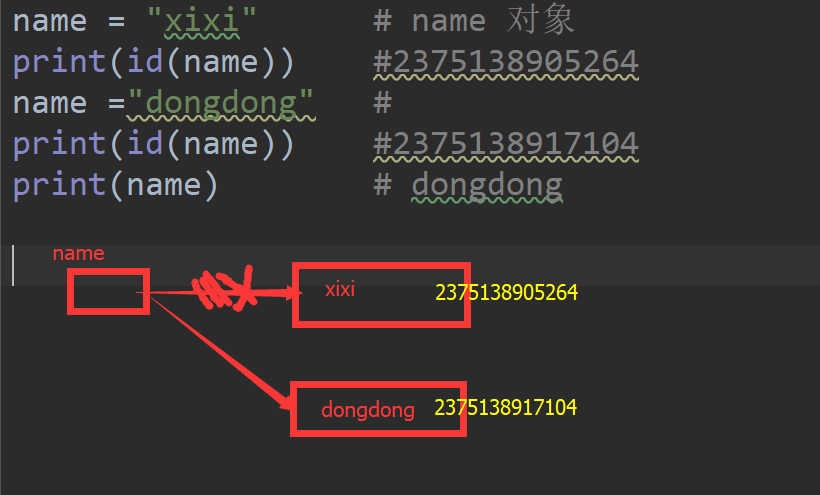 name = "xixi" # name 对象
print(id(name)) #2375138905264
name ="dongdong" #
print(id(name)) #2375138917104
print(name) # dongdong
name
xixi 2375138905264
dongdong 2375138917104